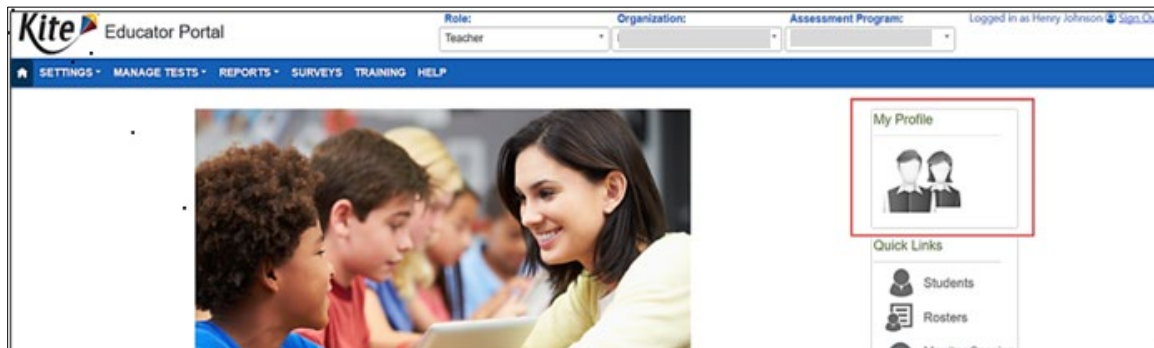 Kite Educator Portal
Role:
Organization:
Assessment Program:
Logged in as Henry Johnson
Teacher
SETTINGS MANAGE TESTS REPORTS SURVEYS TRAINING HELP
My Profile
Quick Links
Students
Rosters